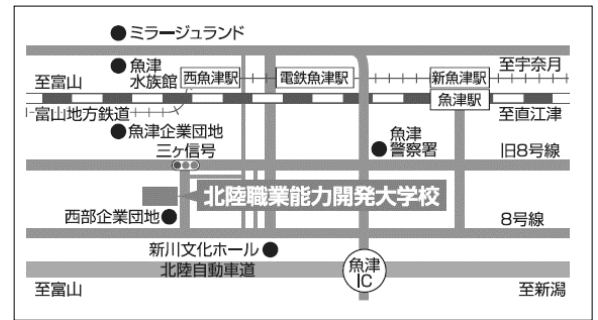 ミラージュランド
魚津
水族館
至富山
西魚津駅
電鉄魚津駅
新魚津駅
至宇奈月
魚津駅
富山地方鉄道
至直江津
魚津企業団地
三ヶ信号
魚津
警察署
旧8号線
北陸職業能力開発大学校
西部企業団地
8号線
新川文化ホール
北陸自動車道
魚津
IC
至富山
至新潟